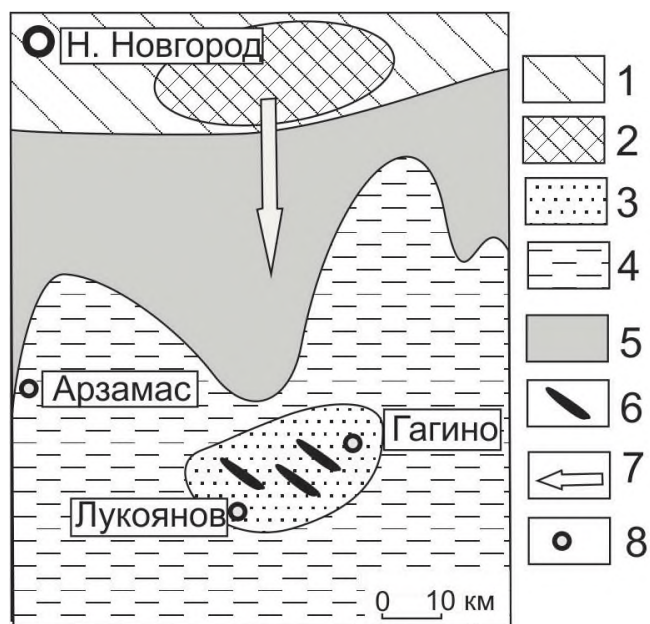 Н. Новгород
Арзамас
Гагино
Лукоянов
0 10 км
1
2
3
4
5
6
7
8